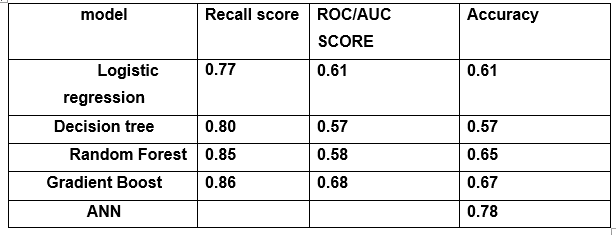 model Recall score ROC/AUC
SCORE Accuracy
Logistic
regression 0.77 0.61 0.61
Decision tree 0.80 0.57 0.57
Random Forest 0.85 0.58 0.65
Gradient Boost 0.86 0.68 0.67
ANN 0.78